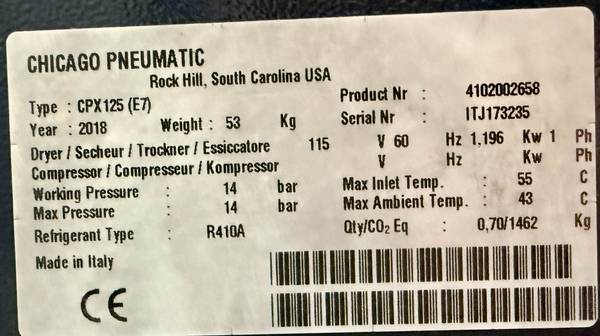 CHICAGO PNEUMATIC
Rock Hill, South Carolina USA
Type : CPX125 (E7) Product Nr : 4102002658
Year : 2018 Weight : 53 Kg Serial Nr : ITJ173235
Dryer / Secheur / Trockner / Essiccatore 115 V 60 Hz 1,196 Kw 1 Ph
Compressor / Compresseur / Kompressor V Hz Kw Ph
Working Pressure : 14 bar Max Inlet Temp. : 55 C
Max Pressure : 14 bar Max Ambient Temp. : 43 C
Refrigerant Type : R410A Qty/CO₂ Eq : 0,70/1462 Kg
Made in Italy
CE